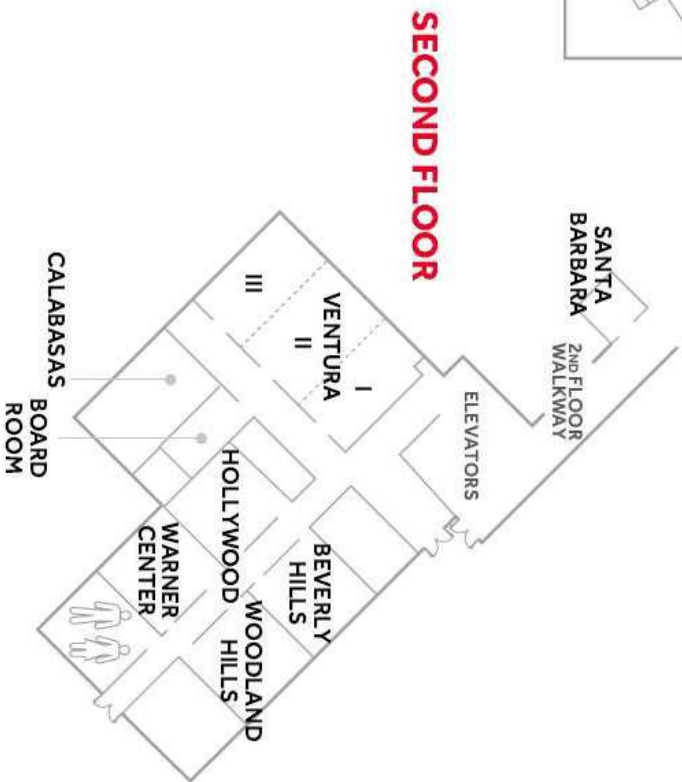 SECOND FLOOR
SANTA
BARBARA
2ND FLOOR
WALKWAY
ELEVATORS
I
VENTURA
II
III
CALABASAS
BOARD
ROOM
HOLLYWOOD
BEVERLY
HILLS
WARNER
CENTER
WOODLAND
HILLS